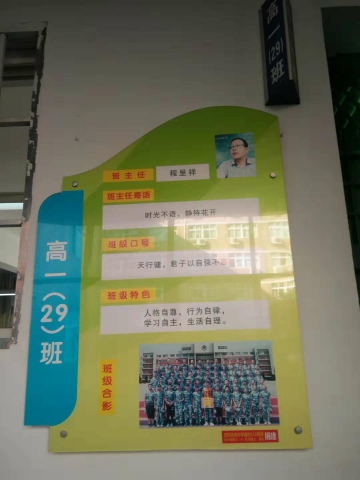 高一(29)班
班主任 程显祥
班主任寄语
时光不语，静待花开
班级口号
天行健，君子以自强不息
班级特色
人格自尊，行为自律，
学习自主，生活自理。
高一(29)班
班级合影